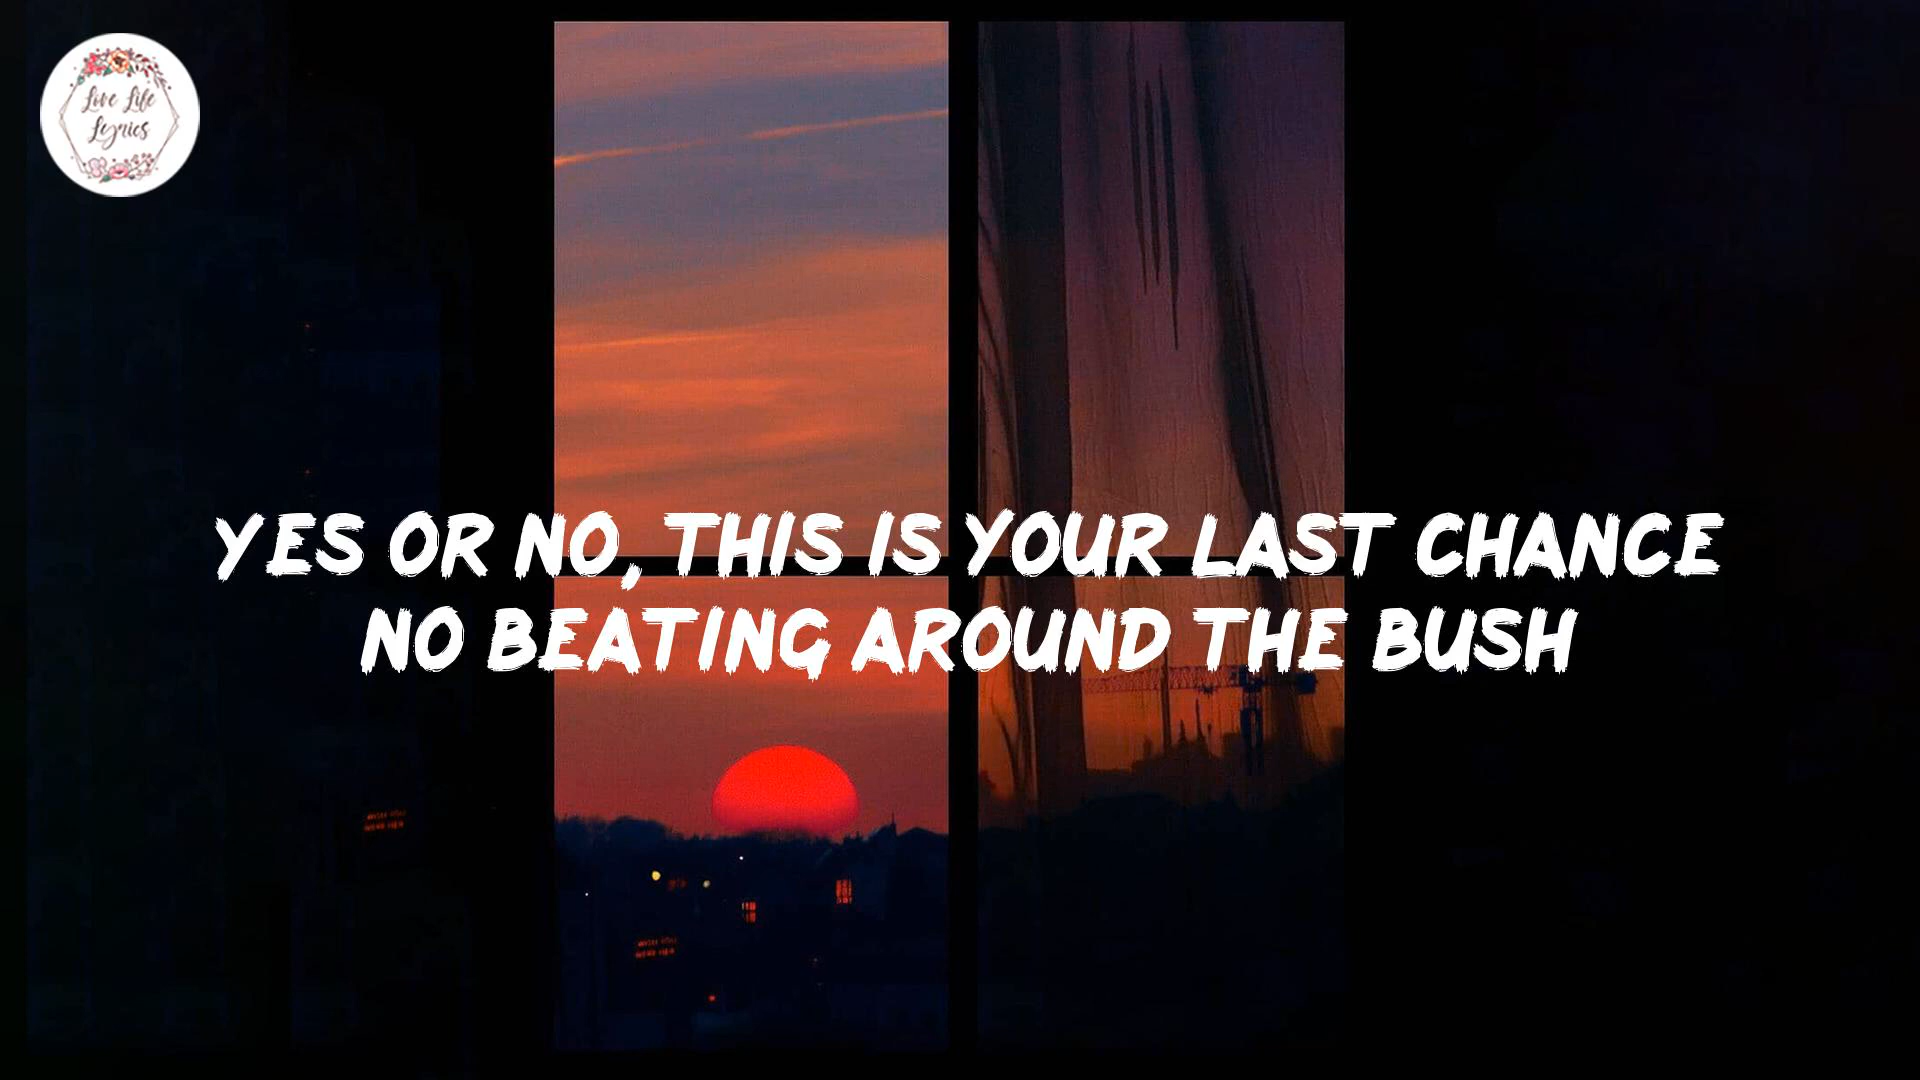 Love Life
Lyrics
YES OR NO, THIS IS YOUR LAST CHANCE
NO BEATING AROUND THE BUSH